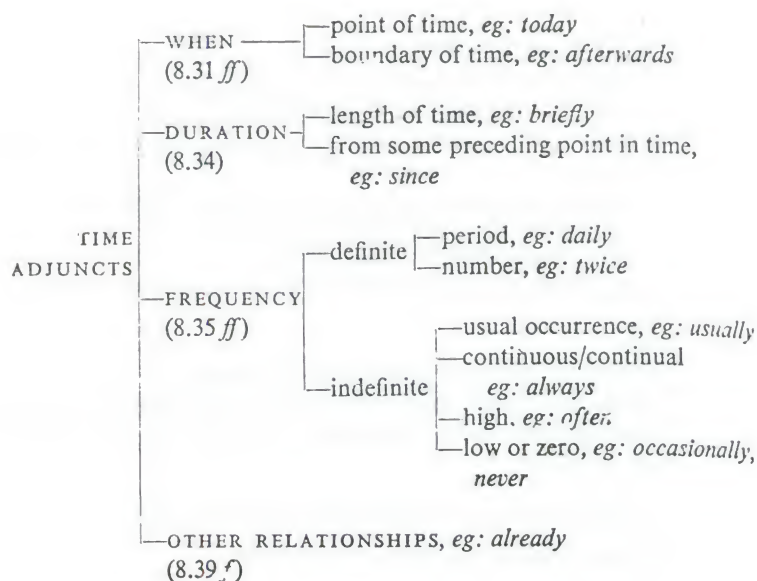 point of time, eg: today
WHEN
boundary of time, eg: afterwards
(8.31 ff)
length of time, eg: briefly
DURATION
from some preceding point in time,
(8.34)
eg: since
TIME
ADJUNCTS
period, eg: daily
definite
number, eg: twice
FREQUENCY
(8.35 ff)
usual occurrence, eg: usually
continuous/continual
eg: always
indefinite
high, eg: often
low or zero, eg: occasionally,
never
OTHER RELATIONSHIPS, eg: already
(8.39 f)